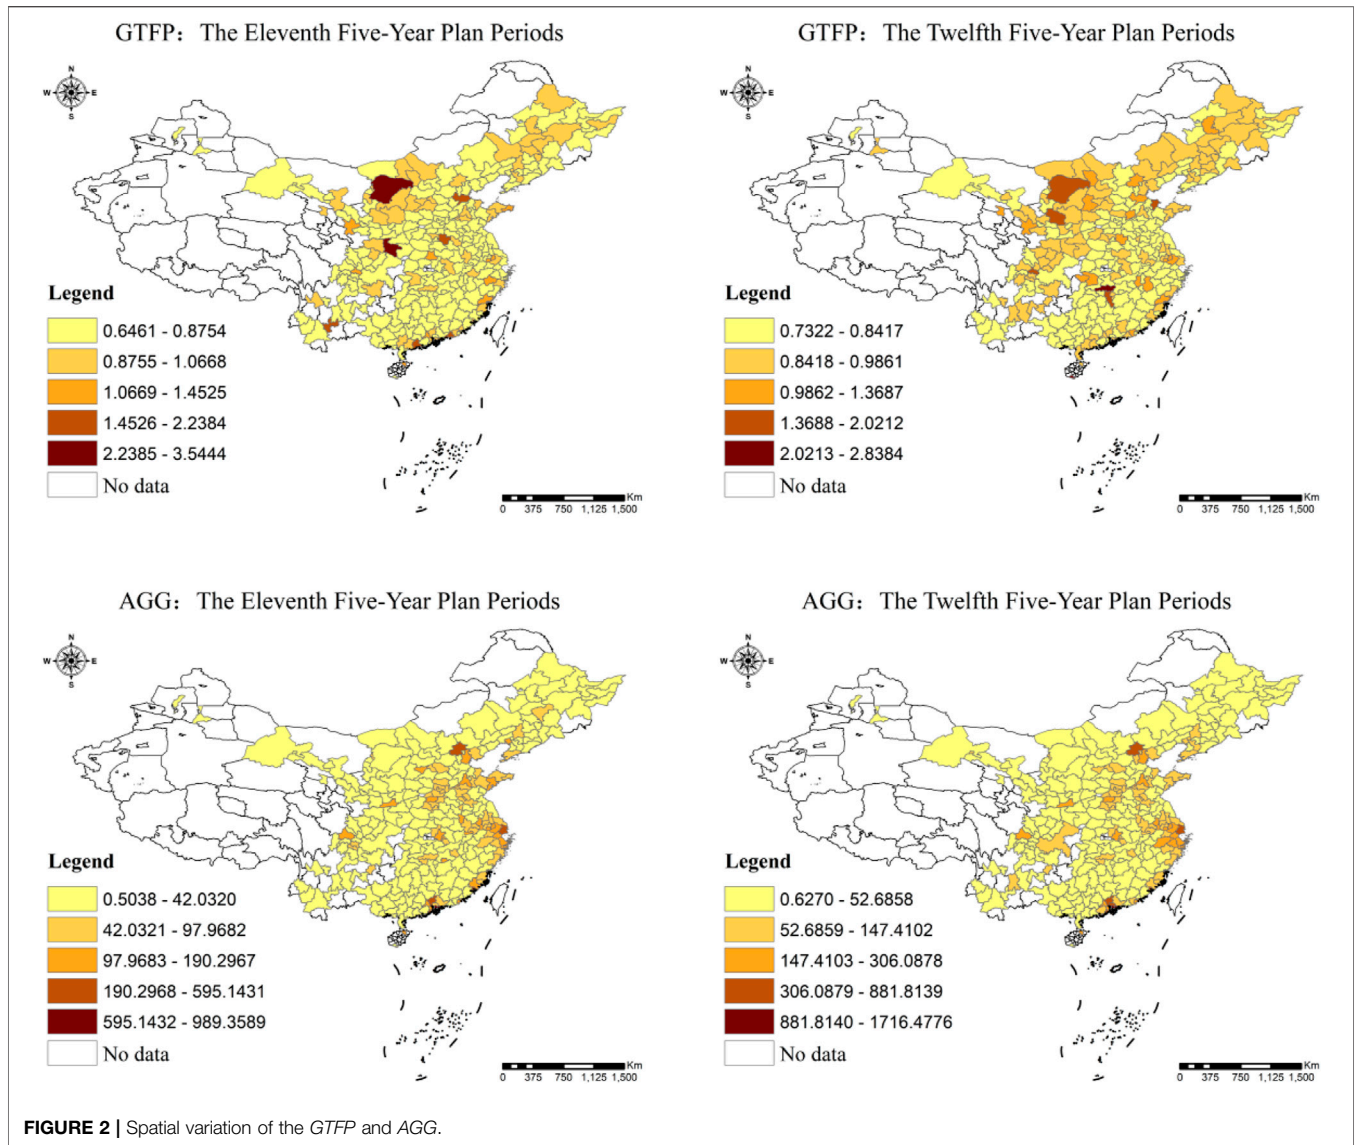 GTFP: The Eleventh Five-Year Plan Periods
N
W E
S
Legend
0.6461 - 0.8754
0.8755 - 1.0668
1.0669 - 1.4525
1.4526 - 2.2384
2.2385 - 3.5444
No data
Km
0 375 750 1,125 1,500
GTFP: The Twelfth Five-Year Plan Periods
N
W E
S
Legend
0.7322 - 0.8417
0.8418 - 0.9861
0.9862 - 1.3687
1.3688 - 2.0212
2.0213 - 2.8384
No data
Km
0 375 750 1,125 1,500
AGG: The Eleventh Five-Year Plan Periods
N
W E
S
Legend
0.5038 - 42.0320
42.0321 - 97.9682
97.9683 - 190.2967
190.2968 - 595.1431
595.1432 - 989.3589
No data
Km
0 375 750 1,125 1,500
AGG: The Twelfth Five-Year Plan Periods
N
W E
S
Legend
0.6270 - 52.6858
52.6859 - 147.4102
147.4103 - 306.0878
306.0879 - 881.8139
881.8140 - 1716.4776
No data
Km
0 375 750 1,125 1,500
FIGURE 2 | Spatial variation of the GTFP and AGG.